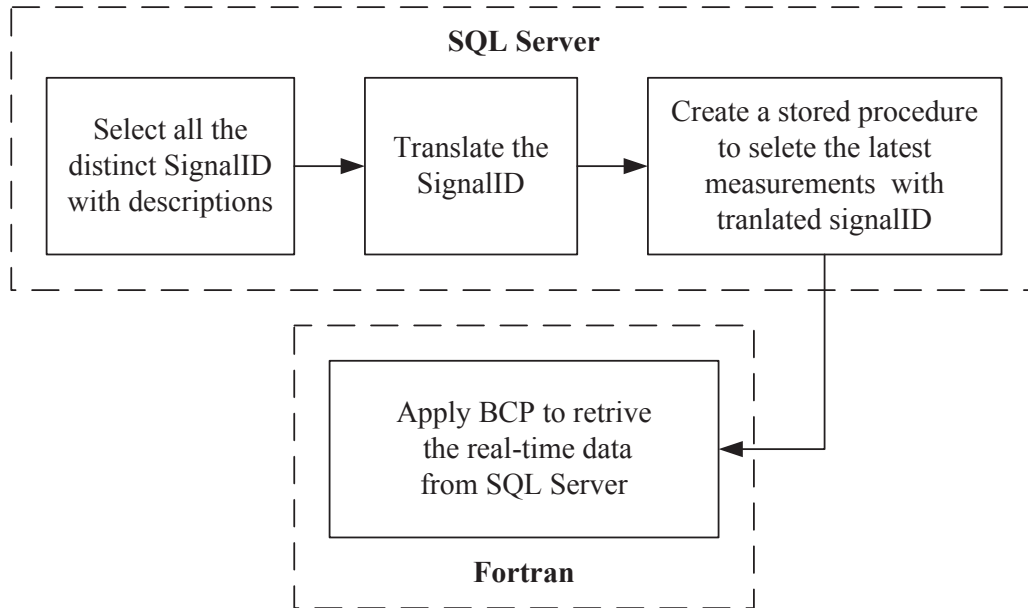 SQL Server
Select all the
distinct SignalID
with descriptions
Translate the
SignalID
Create a stored procedure
to selete the latest
measurements with
tranlated signalID
Apply BCP to retrive
the real-time data
from SQL Server
Fortran